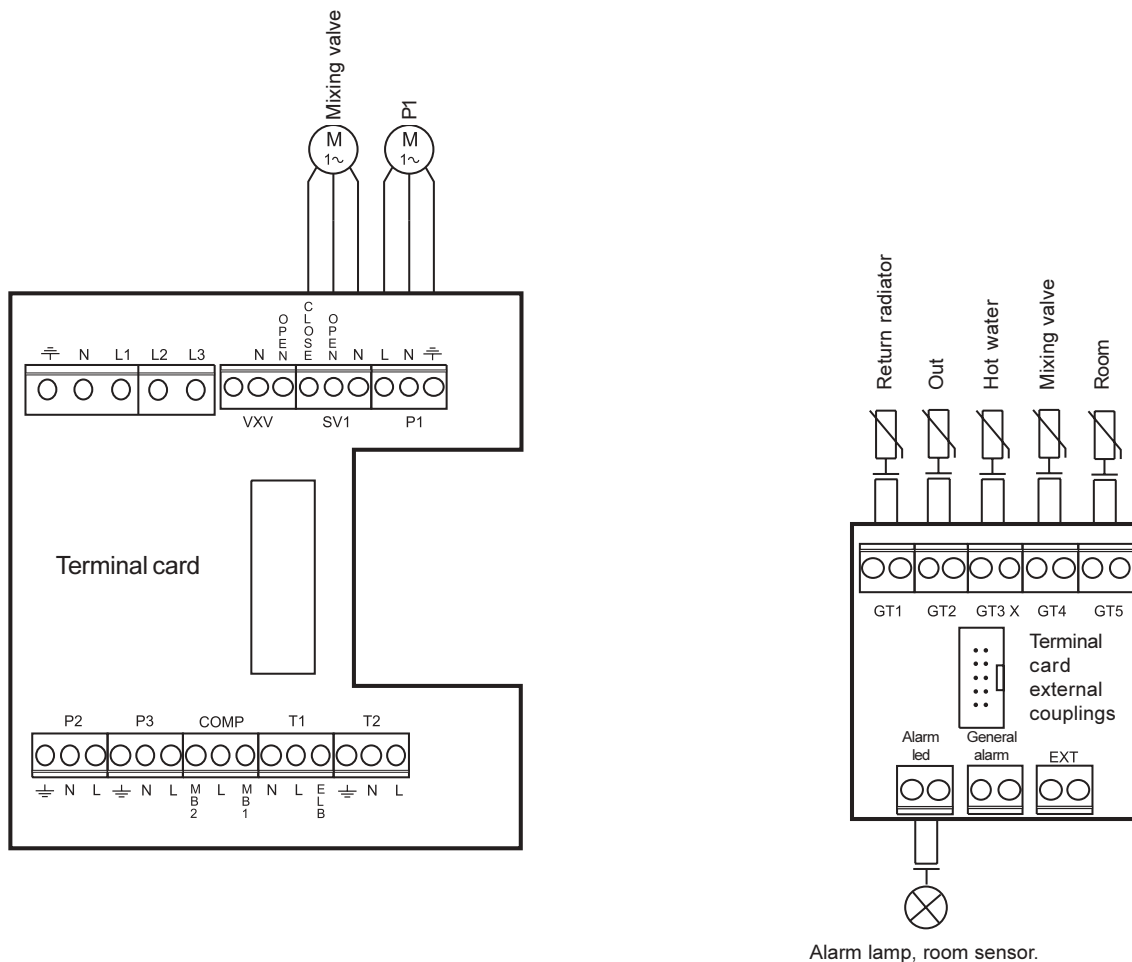 Mixing valve
M
1~
P1
M
1~
⏚ N L1 L2 L3
N OPEN CLOSE OPEN N L N ⏚
VXV SV1 P1
Terminal card
P2 P3 COMP T1 T2
⏚ N L ⏚ N L MB2 L MB1 N L ELB ⏚ N L
Return radiator
Out
Hot water
Mixing valve
Room
GT1 GT2 GT3 X GT4 GT5
Terminal
card
external
couplings
Alarm
led
General
alarm
EXT
Alarm lamp, room sensor.